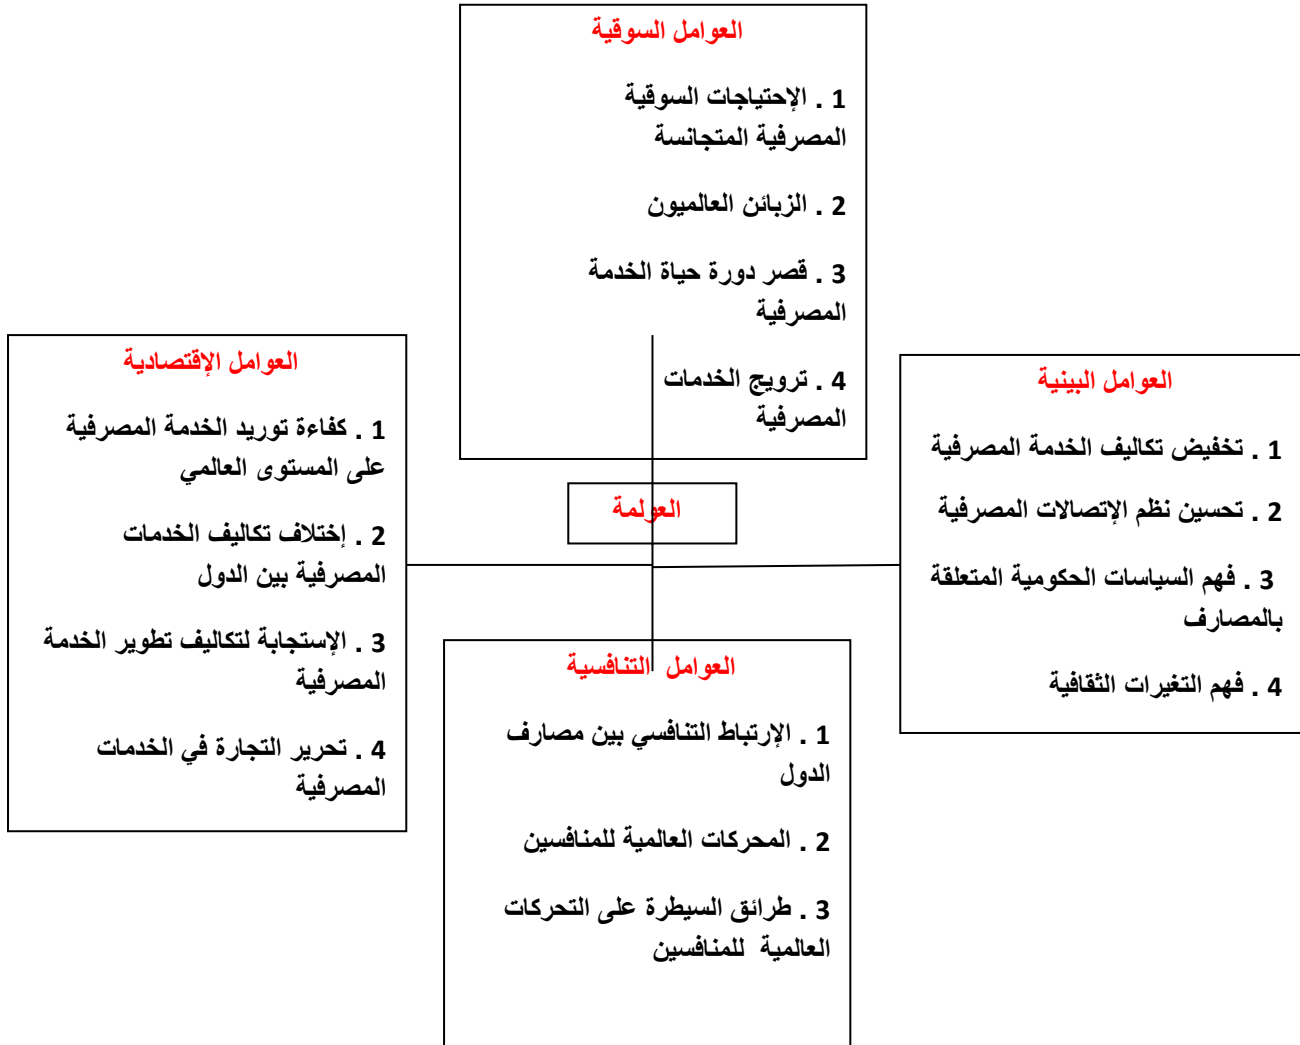 العوامل السوقية
1 . الإحتياجات السوقية
المصرفية المتجانسة
2 . الزبائن العالميون
3 . قصر دورة حياة الخدمة
المصرفية
4 . ترويج الخدمات
المصرفية
العوامل البينية
1 . تخفيض تكاليف الخدمة المصرفية
2 . تحسين نظم الإتصالات المصرفية
3 . فهم السياسات الحكومية المتعلقة
بالمصارف
4 . فهم التغيرات الثقافية
العولمة
العوامل الإقتصادية
1 . كفاءة توريد الخدمة المصرفية
على المستوى العالمي
2 . إختلاف تكاليف الخدمات
المصرفية بين الدول
3 . الإستجابة لتكاليف تطوير الخدمة
المصرفية
4 . تحرير التجارة في الخدمات
المصرفية
العوامل التنافسية
1 . الإرتباط التنافسي بين مصارف
الدول
2 . المحركات العالمية للمنافسين
3 . طرائق السيطرة على التحركات
العالمية للمنافسين